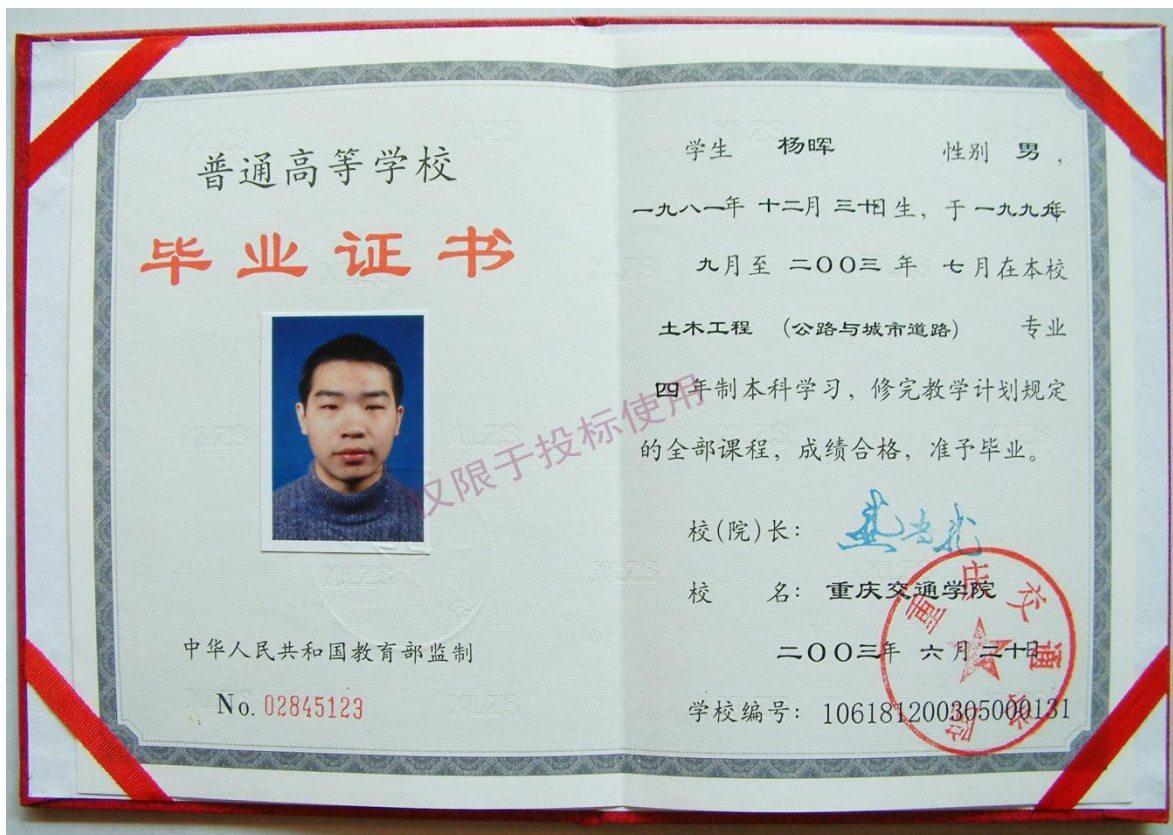 普通高等学校
毕业证书
中华人民共和国教育部监制
No. 02845123
学生 杨晖 性别 男，
一九八一年 十二月 三十日生，于一九九九年
九月至 二〇〇三 年 七月在本校
土木工程 （公路与城市道路） 专业
四年制本科学习，修完教学计划规定
的全部课程，成绩合格，准予毕业。
校(院)长：
校 名：重庆交通学院
二〇〇三年 六月二十日
学校编号：106181200305000131
重庆交通学院
仅限于投标使用
XLZS